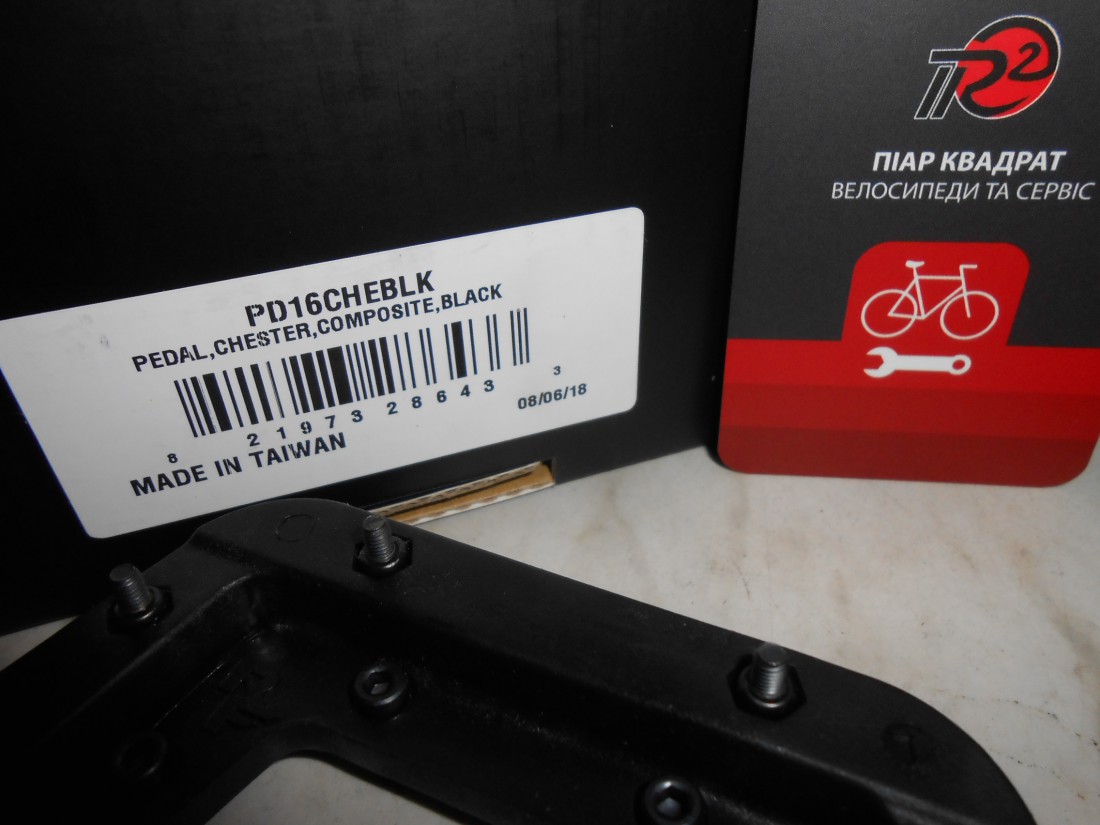 PD16CHEBLK
PEDAL,CHESTER,COMPOSITE,BLACK
8 21973 28643 3
08/06/18
MADE IN TAIWAN
ПR2
ПІАР КВАДРАТ
ВЕЛОСИПЕДИ ТА СЕРВІС